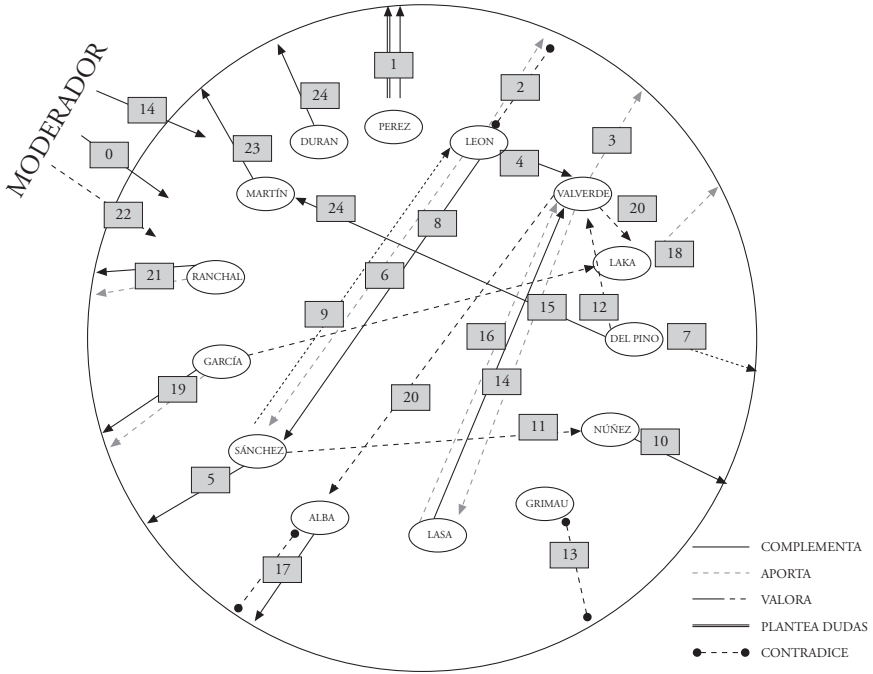 MODERADOR
14
0
22
24
23
1
2
3
4
20
18
8
6
9
24
15
12
7
21
16
14
19
20
11
10
5
17
13
DURAN
PEREZ
LEON
MARTÍN
VALVERDE
LAKA
RANCHAL
DEL PINO
GARCÍA
SÁNCHEZ
NÚÑEZ
ALBA
LASA
GRIMAU
COMPLEMENTA
APORTA
VALORA
PLANTEA DUDAS
CONTRADICE